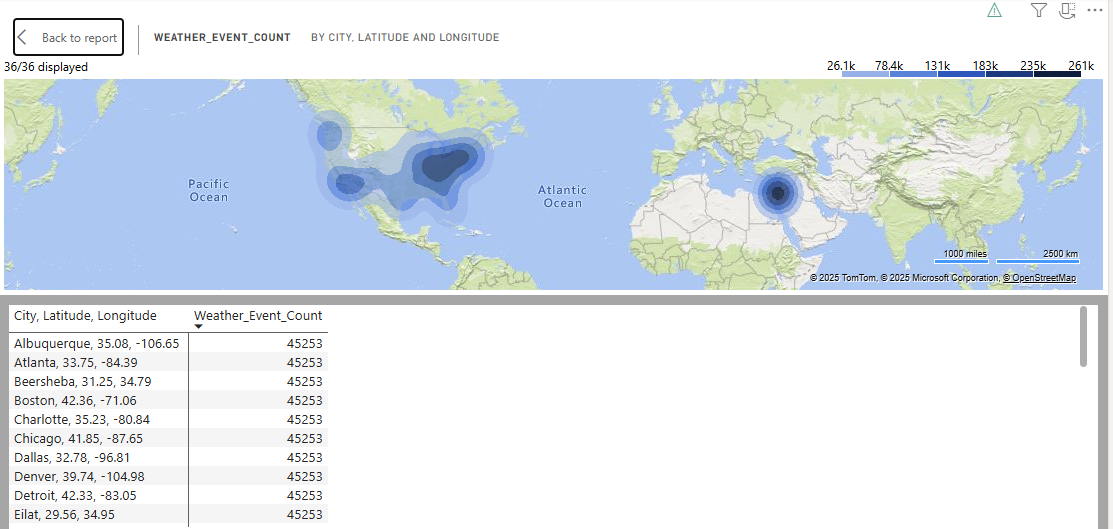 Back to report
WEATHER_EVENT_COUNT BY CITY, LATITUDE AND LONGITUDE
36/36 displayed
26.1k 78.4k 131k 183k 235k 261k
Pacific
Ocean
Atlantic
Ocean
1000 miles 2500 km
© 2025 TomTom, © 2025 Microsoft Corporation, © OpenStreetMap
City, Latitude, Longitude Weather_Event_Count
Albuquerque, 35.08, -106.65 45253
Atlanta, 33.75, -84.39 45253
Beersheba, 31.25, 34.79 45253
Boston, 42.36, -71.06 45253
Charlotte, 35.23, -80.84 45253
Chicago, 41.85, -87.65 45253
Dallas, 32.78, -96.81 45253
Denver, 39.74, -104.98 45253
Detroit, 42.33, -83.05 45253
Eilat, 29.56, 34.95 45253